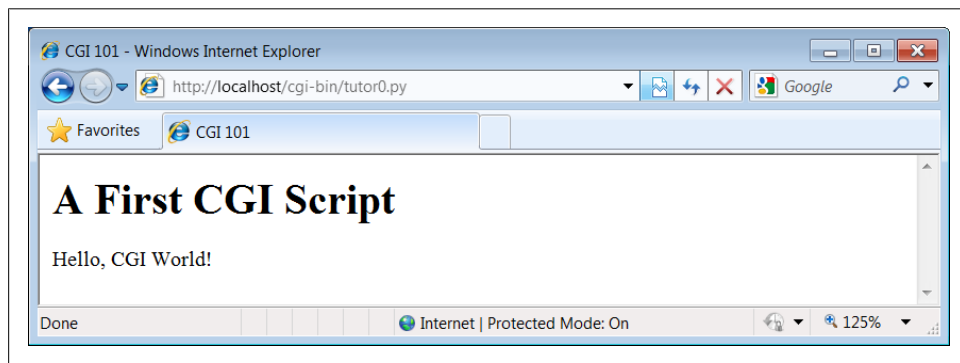 CGI 101 - Windows Internet Explorer
http://localhost/cgi-bin/tutor0.py
Google
Favorites
CGI 101
A First CGI Script
Hello, CGI World!
Done
Internet | Protected Mode: On
125%